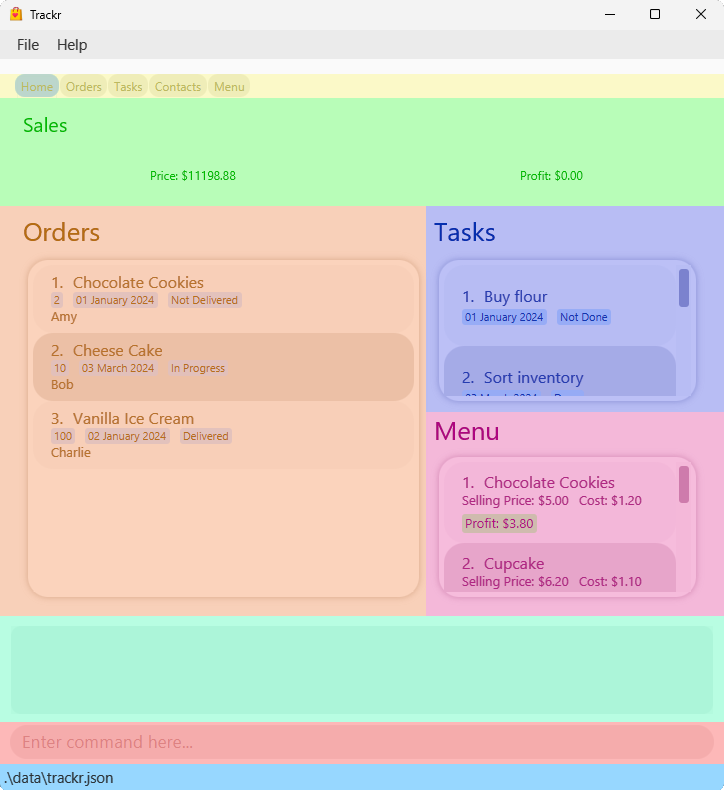 Trackr
File Help
Home Orders Tasks Contacts Menu
Sales
Price: $11198.88 Profit: $0.00
Orders
1. Chocolate Cookies
2 01 January 2024 Not Delivered
Amy
2. Cheese Cake
10 03 March 2024 In Progress
Bob
3. Vanilla Ice Cream
100 02 January 2024 Delivered
Charlie
Tasks
1. Buy flour
01 January 2024 Not Done
2. Sort inventory
Menu
1. Chocolate Cookies
Selling Price: $5.00 Cost: $1.20
Profit: $3.80
2. Cupcake
Selling Price: $6.20 Cost: $1.10
Enter command here...
.\data\trackr.json